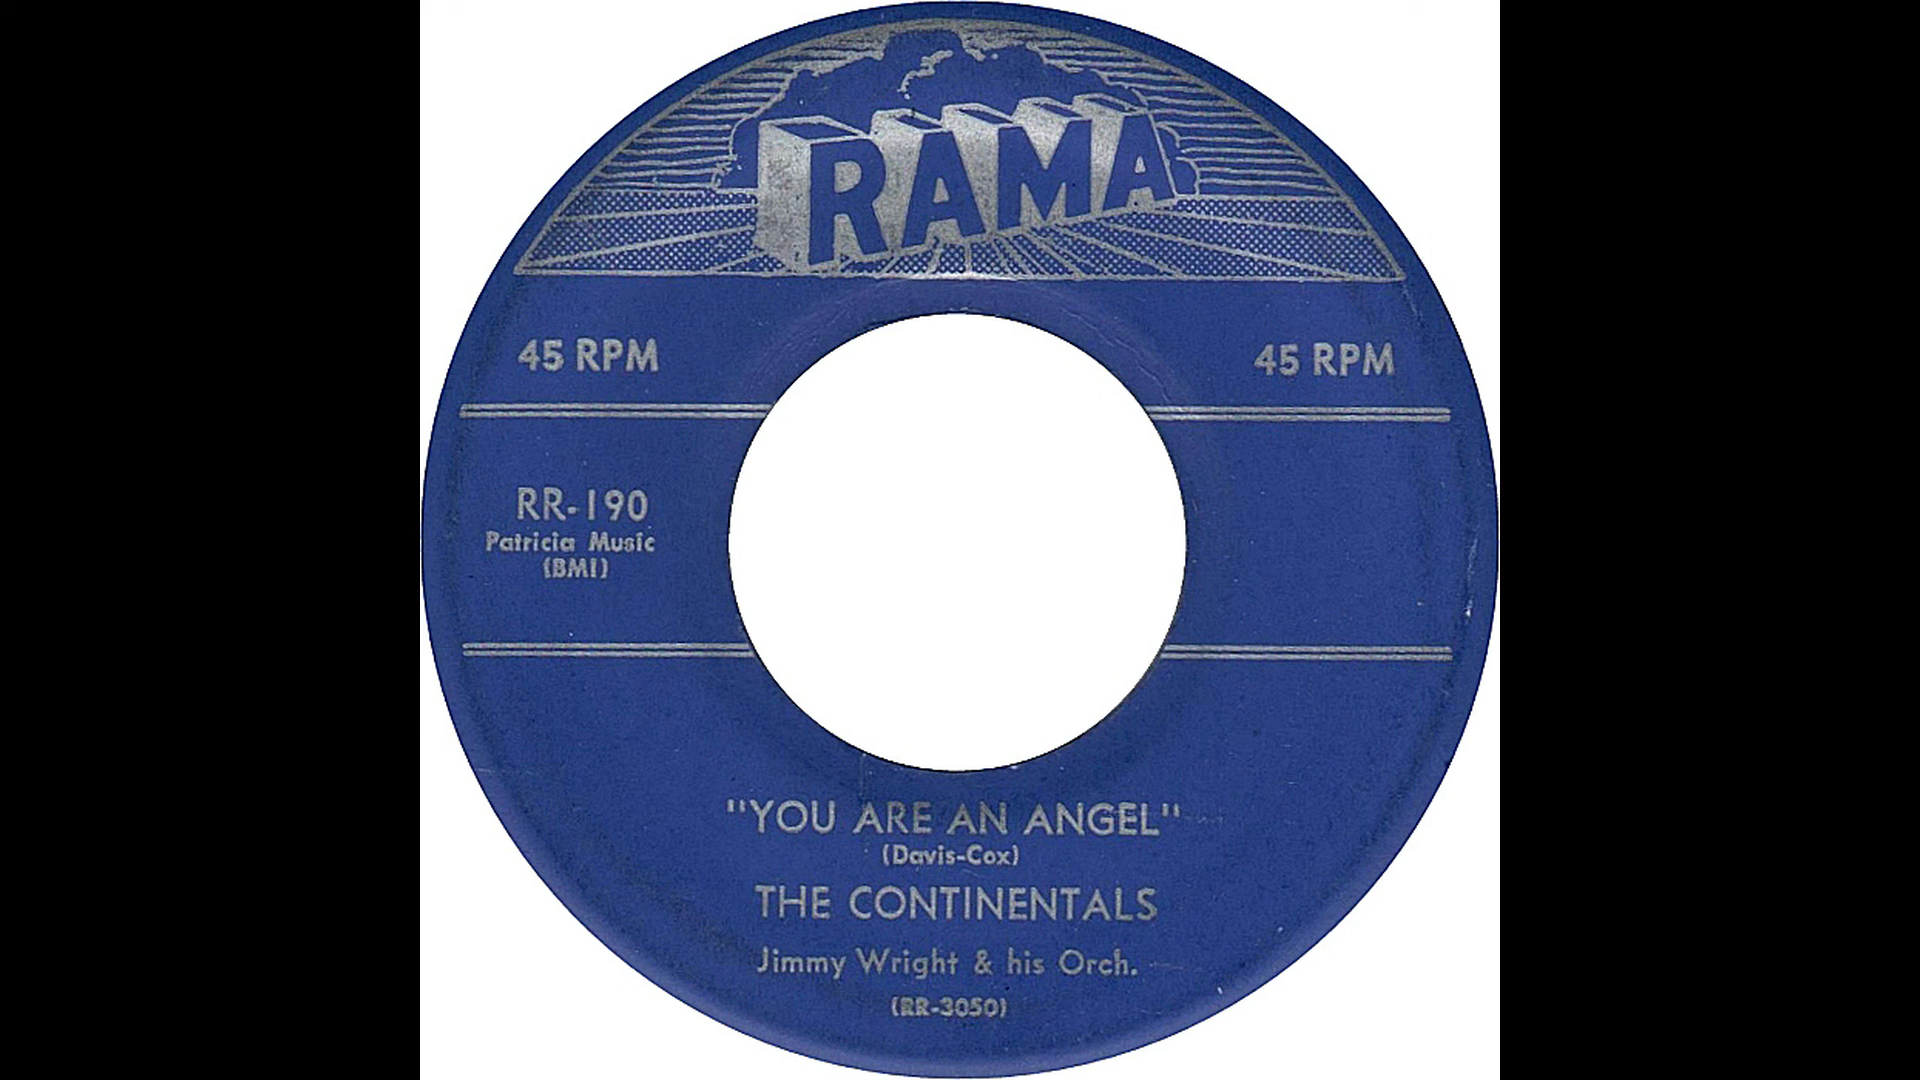 RAMA
45 RPM
45 RPM
RR-190
Patricia Music
(BMI)
"YOU ARE AN ANGEL"
(Davis-Cox)
THE CONTINENTALS
Jimmy Wright & his Orch.
(RR-3050)